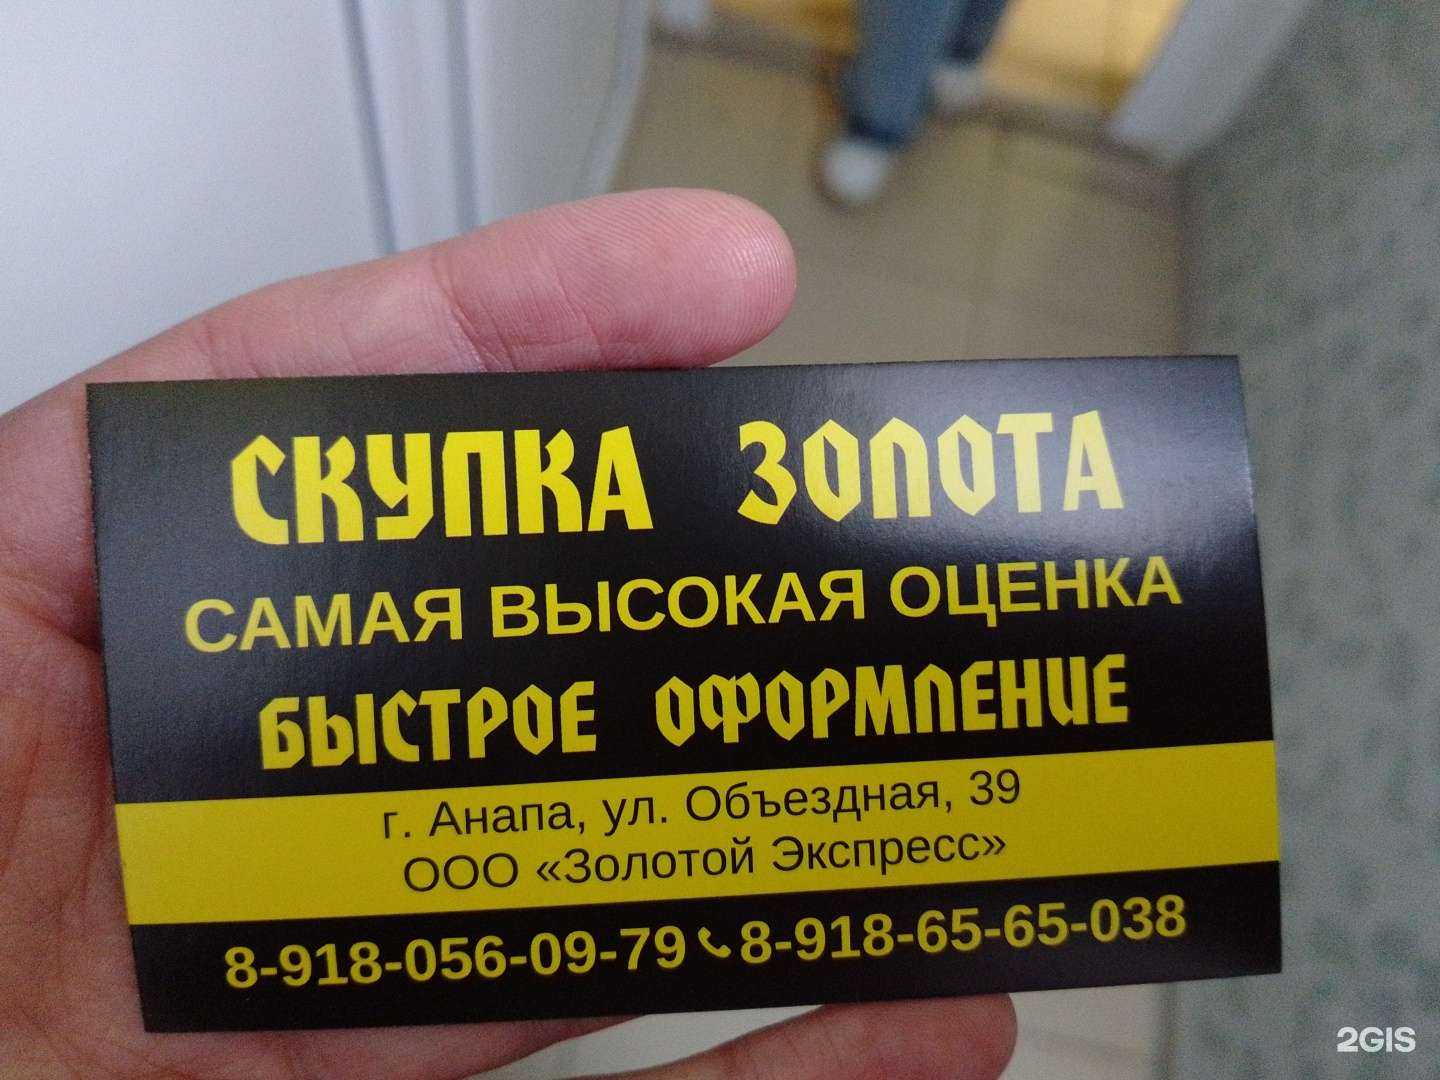 СКУПКА ЗОЛОТА
САМАЯ ВЫСОКАЯ ОЦЕНКА
БЫСТРОЕ ОФОРМЛЕНИЕ
г. Анапа, ул. Объездная, 39
ООО «Золотой Экспресс»
8-918-056-09-79 8-918-65-65-038
2GIS